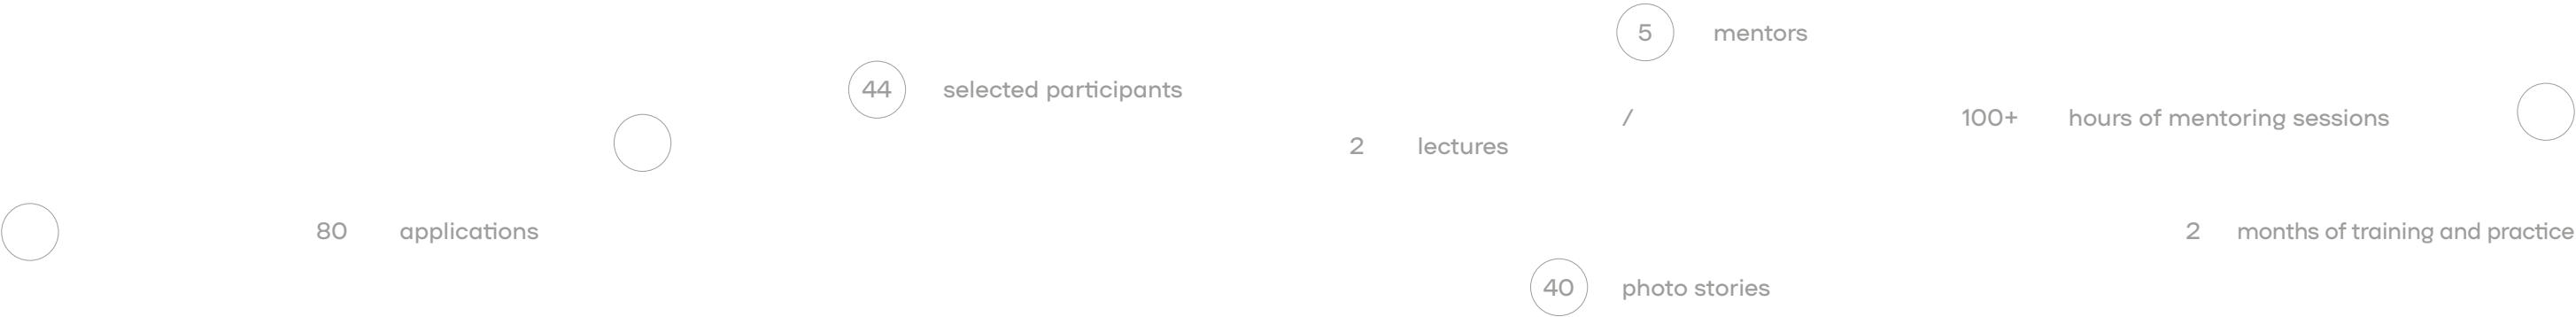 5 mentors
44 selected participants
/
100+ hours of mentoring sessions
2 lectures
80 applications
2 months of training and practice
40 photo stories